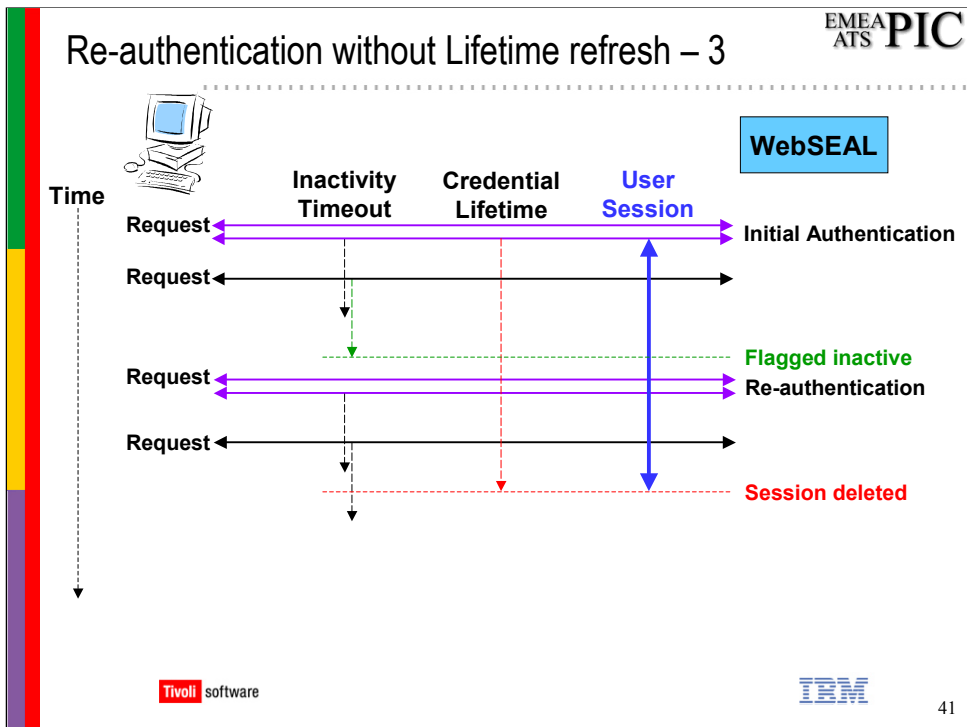 Re-authentication without Lifetime refresh – 3
EMEA
ATS PIC
WebSEAL
Time
Inactivity
Timeout
Credential
Lifetime
User
Session
Request
Initial Authentication
Request
Flagged inactive
Request
Re-authentication
Request
Session deleted
Tivoli software
IBM
41